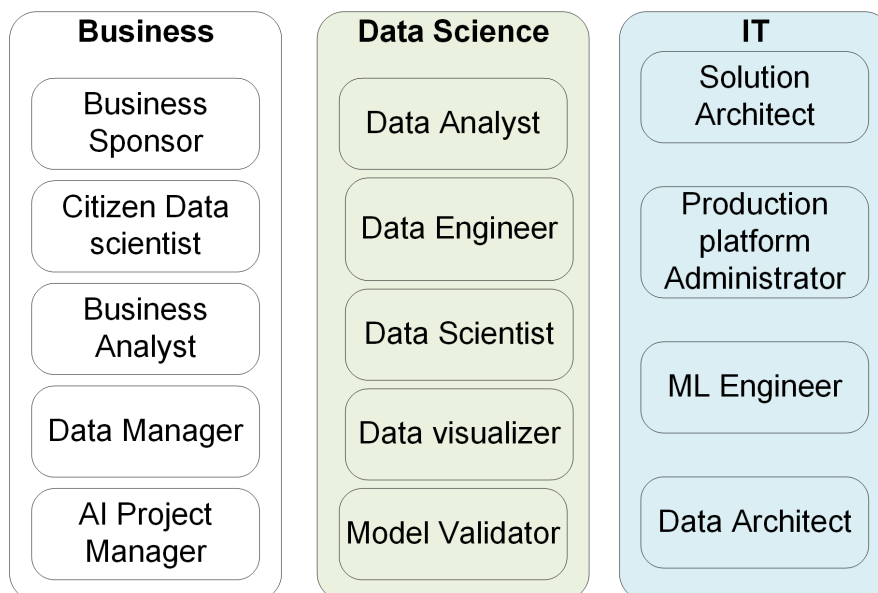 Business
Business
Sponsor
Citizen Data
scientist
Business
Analyst
Data Manager
AI Project
Manager
Data Science
Data Analyst
Data Engineer
Data Scientist
Data visualizer
Model Validator
IT
Solution
Architect
Production
platform
Administrator
ML Engineer
Data Architect